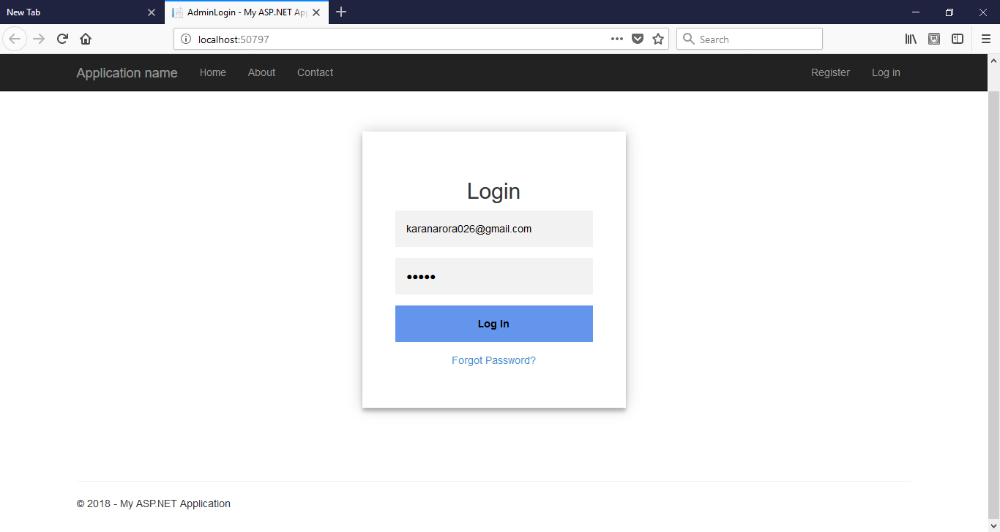 New Tab
AdminLogin - My ASP.NET Ap
localhost:50797
Search
Application name Home About Contact Register Log in
Login
karanarora026@gmail.com
•••••
Log In
Forgot Password?
© 2018 - My ASP.NET Application